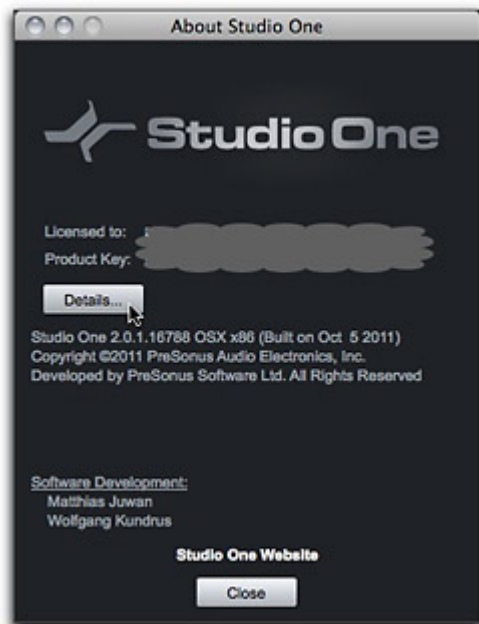 About Studio One
Studio One
Licensed to:
Product Key:
Details...
Studio One 2.0.1.16788 OSX x86 (Built on Oct  5 2011)
Copyright ©2011 PreSonus Audio Electronics, Inc.
Developed by PreSonus Software Ltd. All Rights Reserved
Software Development:
Matthias Juwan
Wolfgang Kundrus
Studio One Website
Close